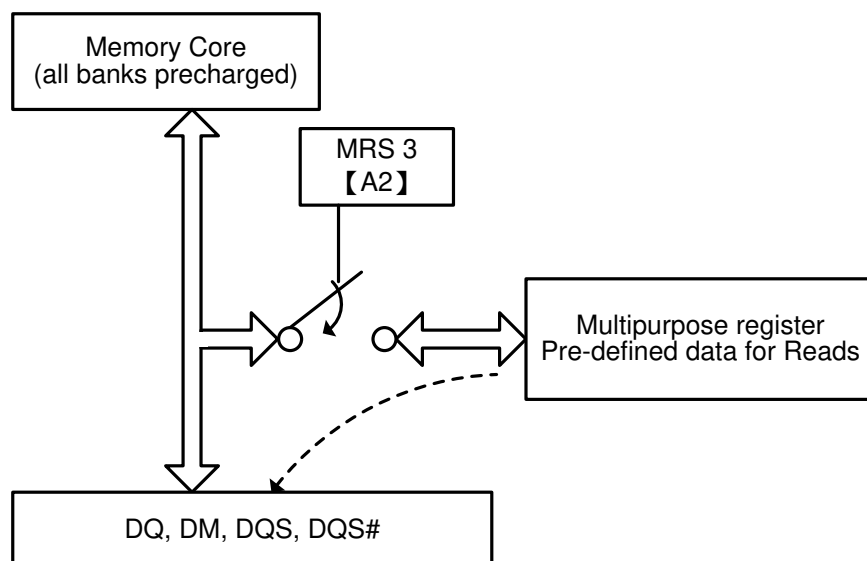 Memory Core
(all banks precharged)
MRS 3
【A2】
Multipurpose register
Pre-defined data for Reads
DQ, DM, DQS, DQS#